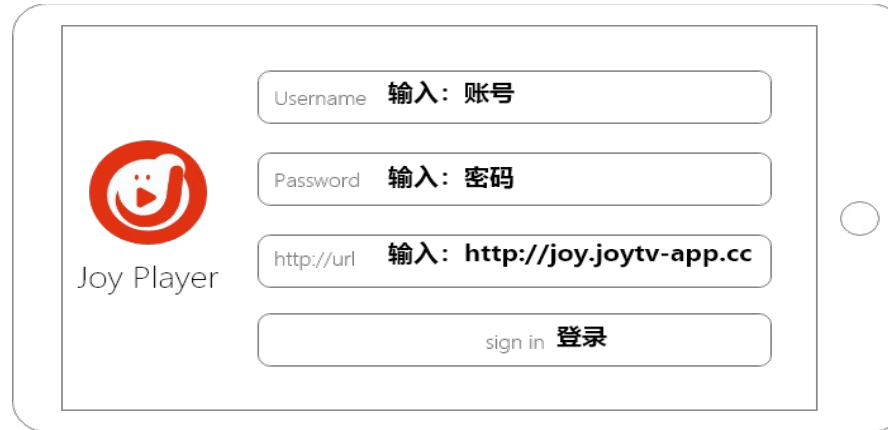 Username 输入：账号
Password 输入：密码
http://url 输入：http://joy.joytv-app.cc
Joy Player
sign in 登录